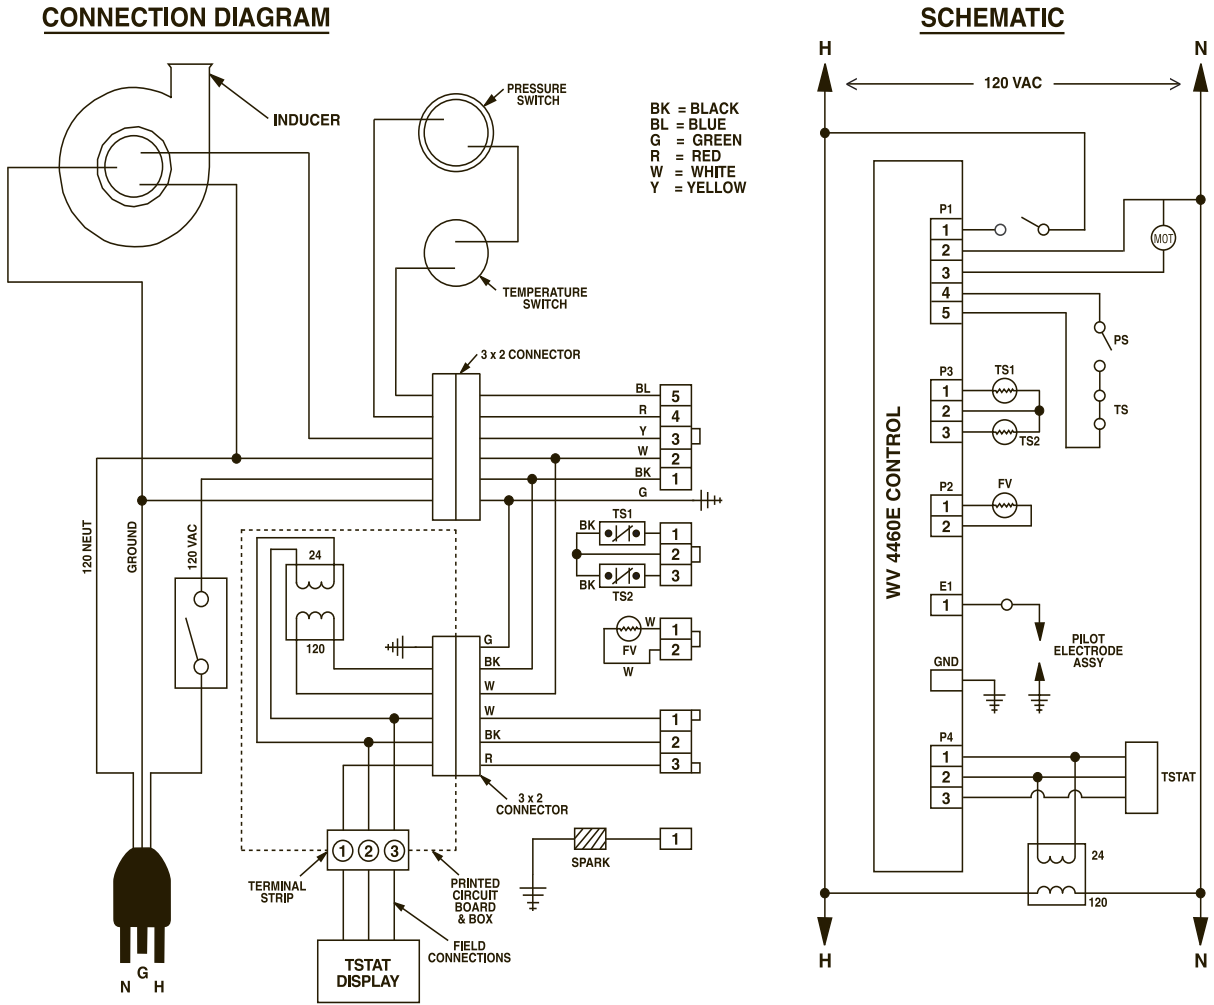 CONNECTION DIAGRAM
INDUCER
PRESSURE
SWITCH
TEMPERATURE
SWITCH
BK = BLACK
BL = BLUE
G = GREEN
R = RED
W = WHITE
Y = YELLOW
3 x 2 CONNECTOR
BL
5
R
4
Y
3
W
2
BK
1
G
120 NEUT
GROUND
120 VAC
TS1
BK
1
2
3
BK
TS2
24
120
W
1
FV
2
W
G
BK
W
W
1
BK
2
R
3
3 x 2
CONNECTOR
1
SPARK
1 2 3
TERMINAL
STRIP
PRINTED
CIRCUIT
BOARD
& BOX
FIELD
CONNECTIONS
TSTAT
DISPLAY
N
G
H
SCHEMATIC
H
N
120 VAC
WV 4460E CONTROL
P1
1
2
3
4
5
MOT
PS
TS
P3
1
2
3
TS1
TS2
P2
1
2
FV
E1
1
PILOT
ELECTRODE
ASSY
GND
P4
1
2
3
TSTAT
24
120
H
N